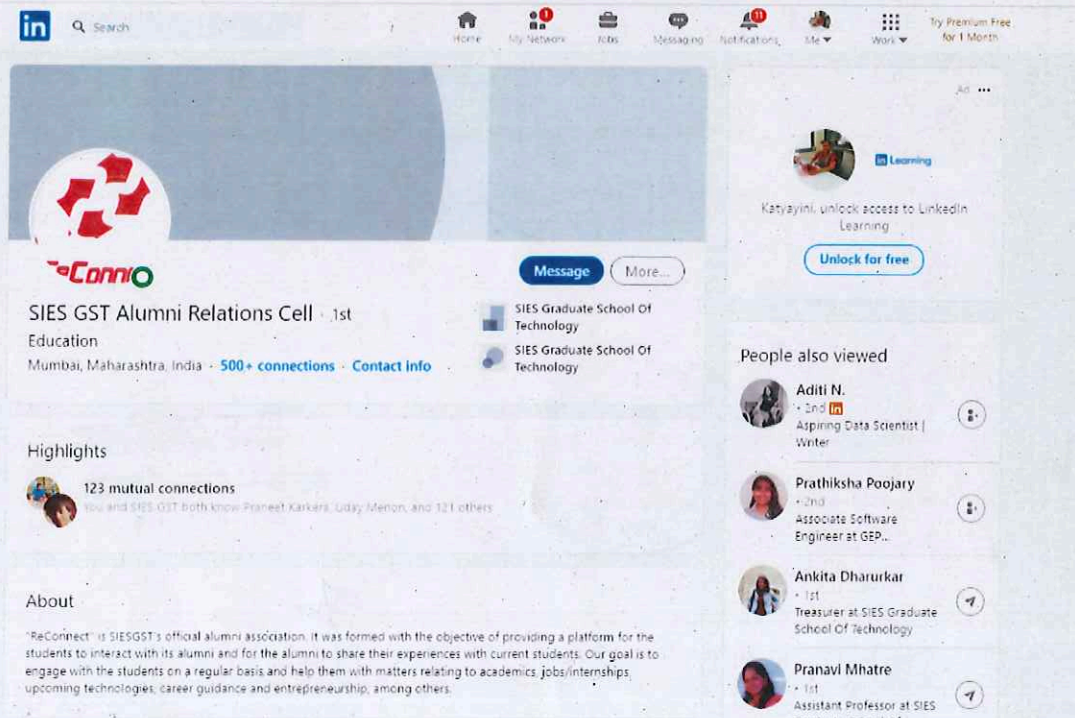 in
Search
Home
My Network
1
Jobs
Messaging
Notifications
11
Me
Work
Try Premium Free
for 1 Month
Message
More...
SIES GST Alumni Relations Cell · 1st
Education
Mumbai, Maharashtra, India · 500+ connections · Contact info
SIES Graduate School Of
Technology
SIES Graduate School Of
Technology
Highlights
123 mutual connections
You and SIES GST both know Praneet Karkera, Uday Menon, and 121 others
About
"ReConnect" is SIESGST's official alumni association. It was formed with the objective of providing a platform for the
students to interact with its alumni and for the alumni to share their experiences with current students. Our goal is to
engage with the students on a regular basis and help them with matters relating to academics, jobs/internships,
upcoming technologies, career guidance and entrepreneurship, among others.
Ad
in Learning
Katyayini, unlock access to LinkedIn
Learning
Unlock for free
People also viewed
Aditi N.
· 2nd in
Aspiring Data Scientist |
Writer
Prathiksha Poojary
· 2nd
Associate Software
Engineer at GEP...
Ankita Dharurkar
· 1st
Treasurer at SIES Graduate
School Of Technology
Pranavi Mhatre
· 1st
Assistant Professor at SIES